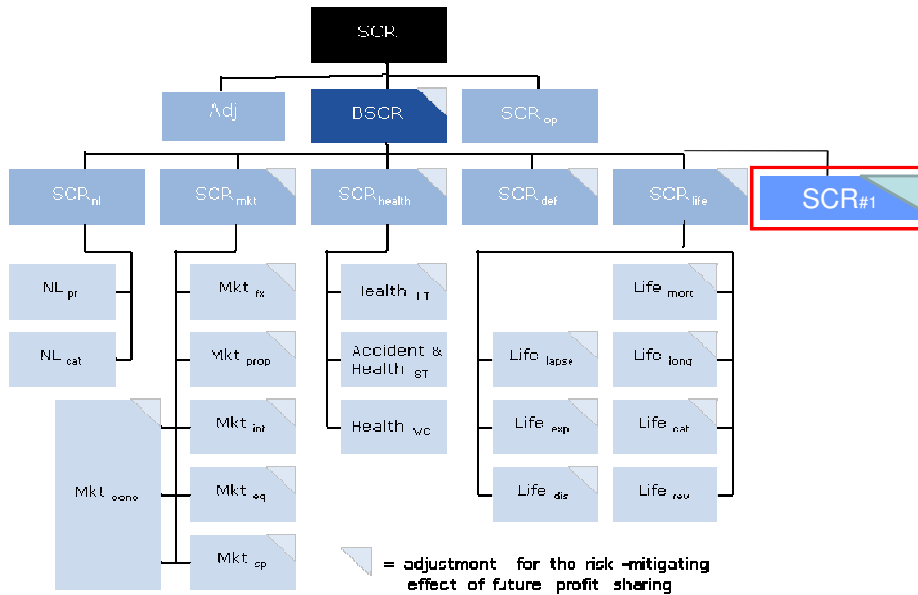 SCR
Adj
BSCR
SCR op
SCR nl
SCR mkt
SCR health
SCR def
SCR life
SCR#1
NL pr
Mkt fx
Health LT
Life mort
NL cat
Mkt prop
Accident &
Health ST
Life lapse
Life long
Mkt conc
Mkt int
Health WC
Life exp
Life cat
Mkt eq
Life dis
Life rev
Mkt sp
= adjustment for the risk-mitigating
effect of future profit sharing